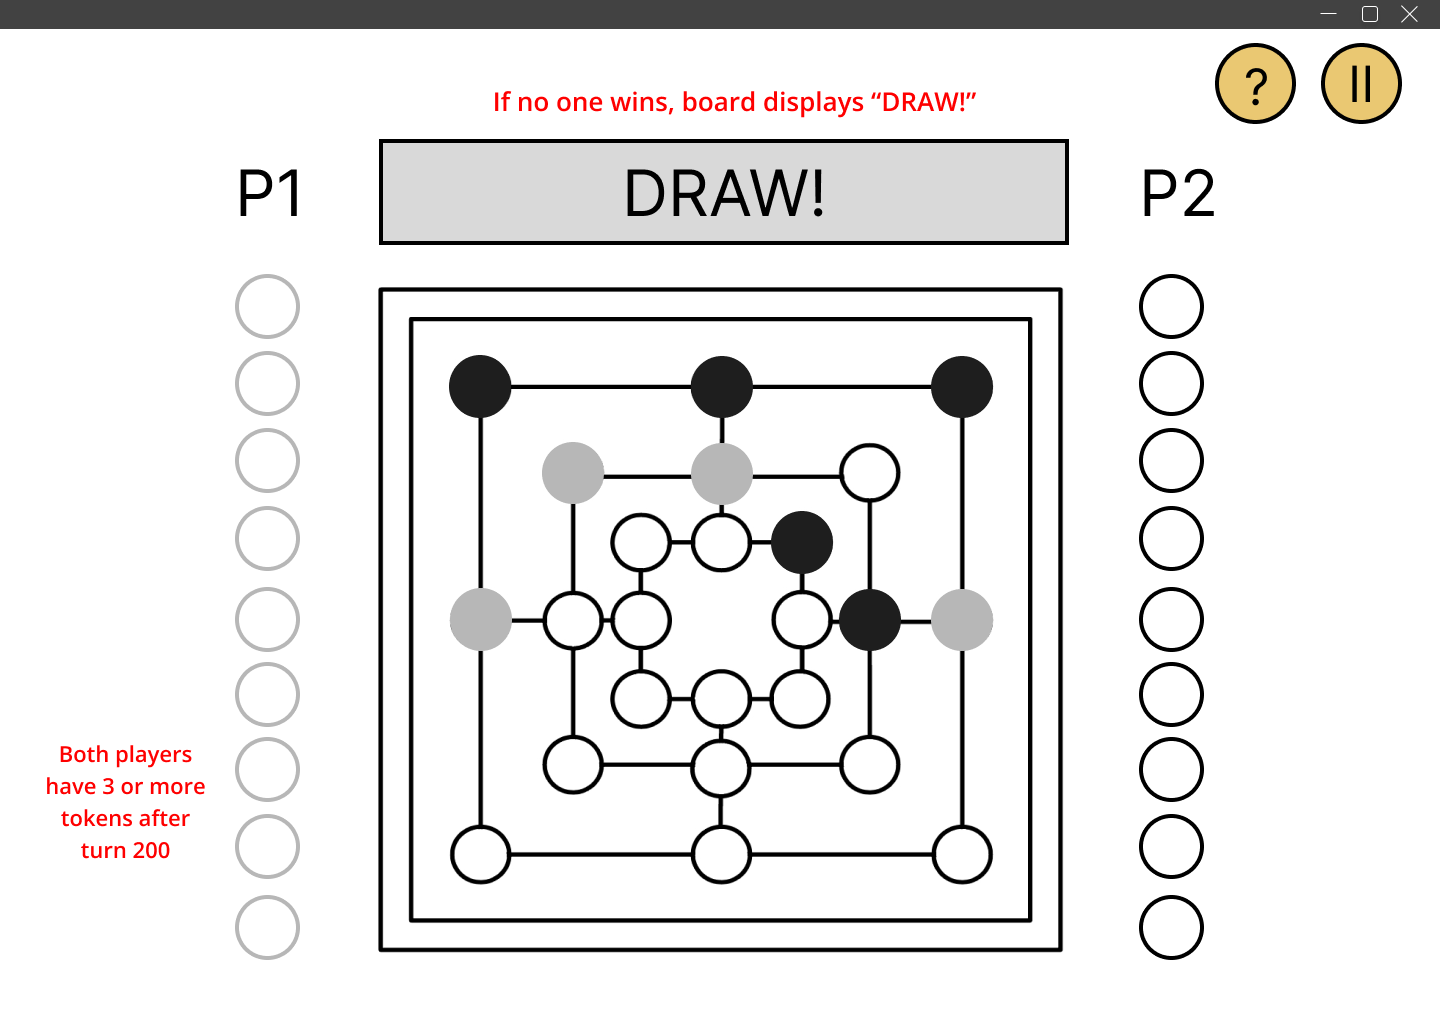 ?
If no one wins, board displays “DRAW!”
P1
DRAW!
P2
Both players
have 3 or more
tokens after
turn 200